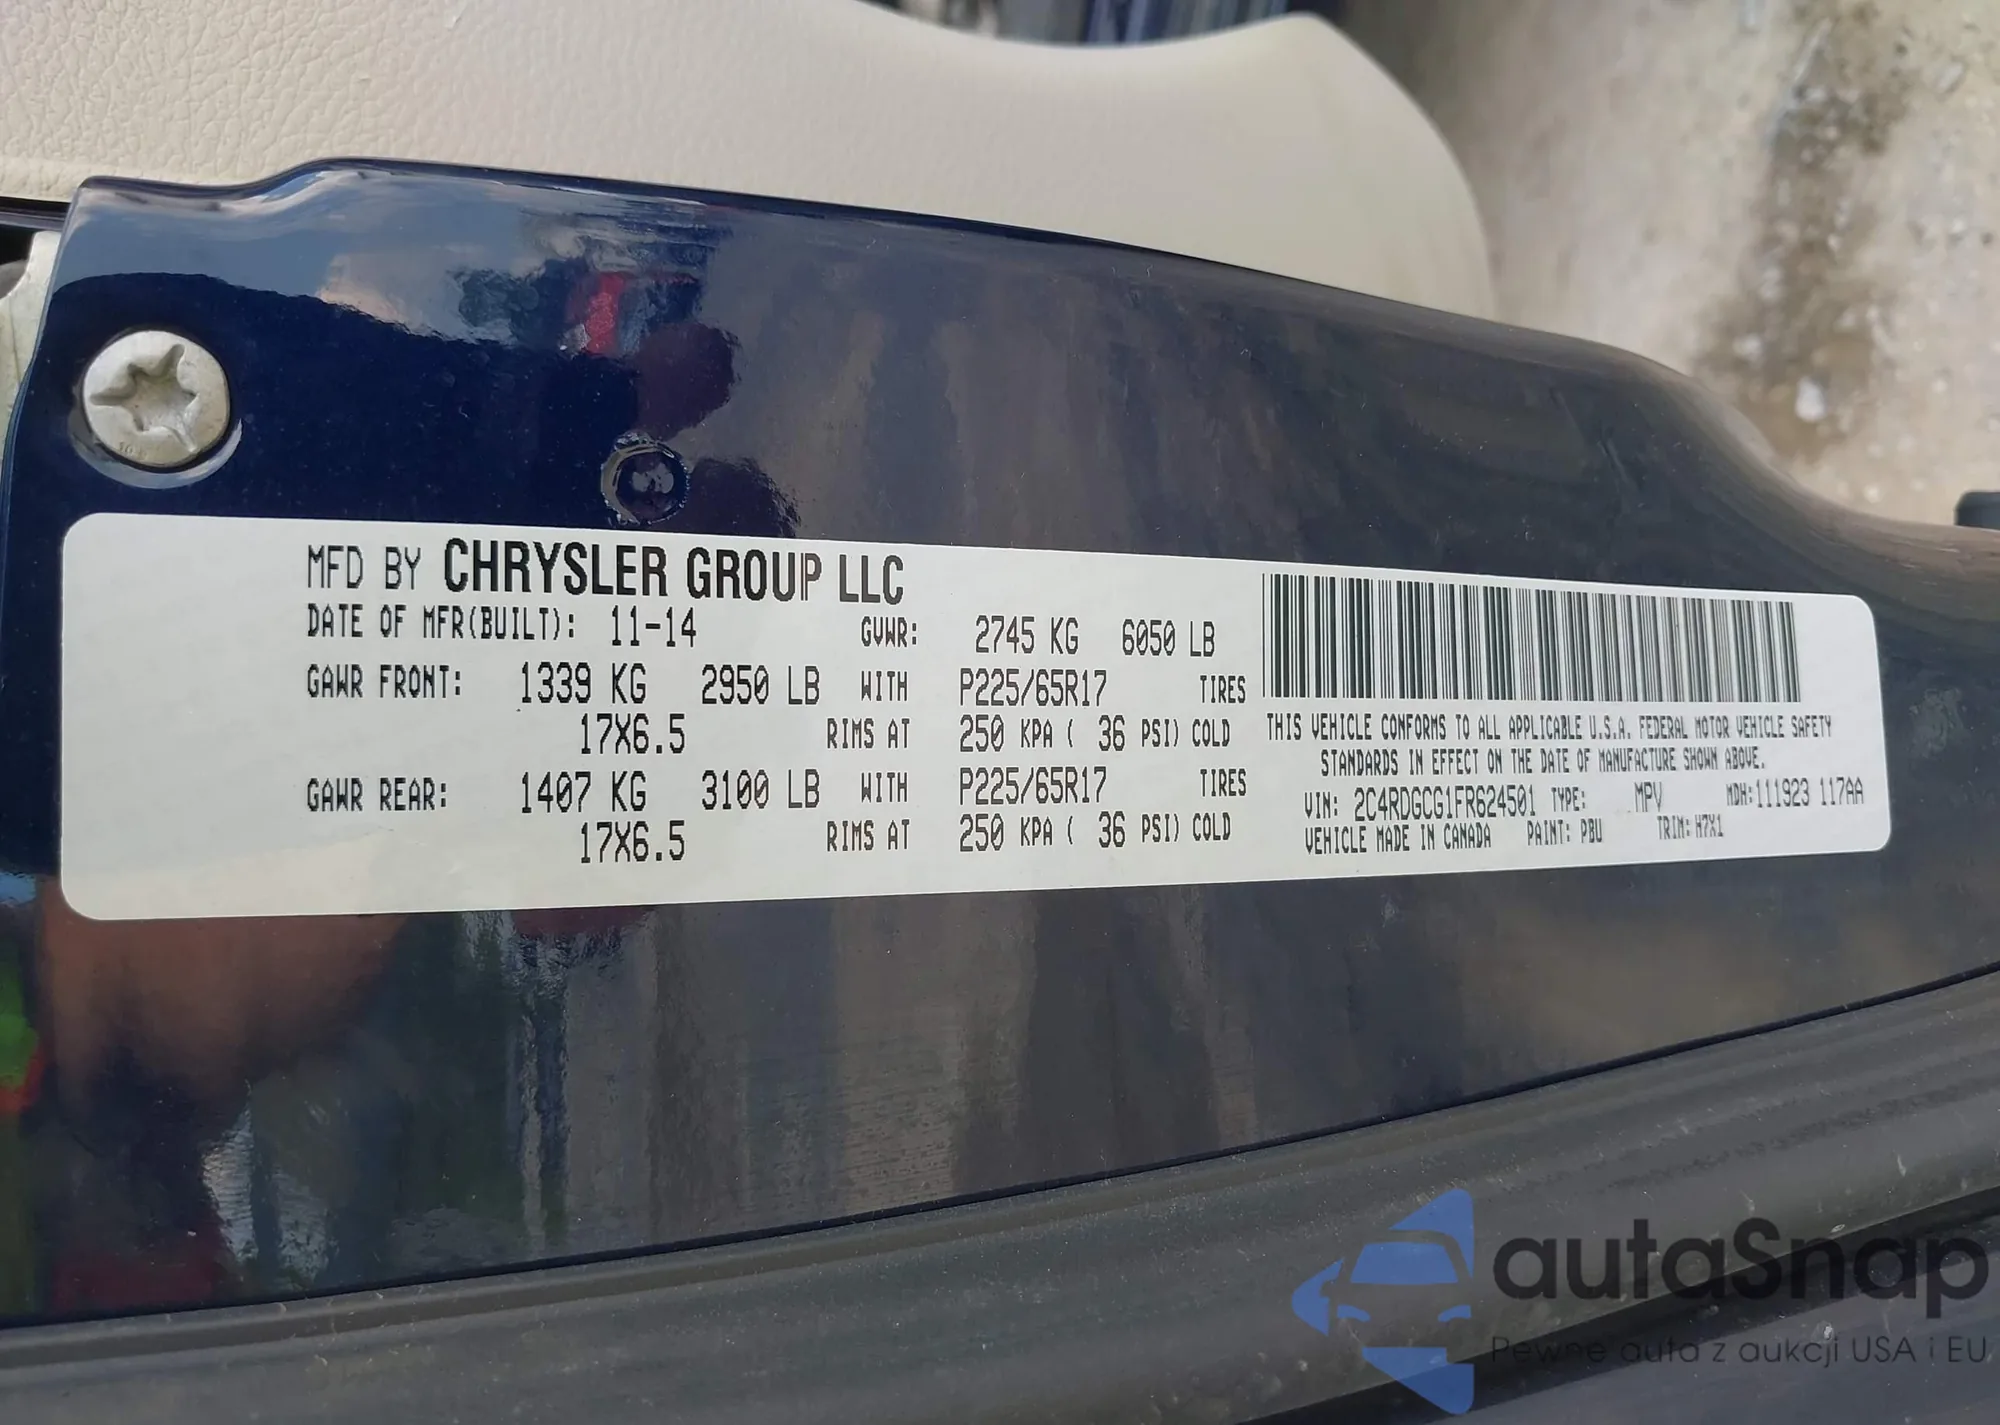 MFD BY CHRYSLER GROUP LLC
DATE OF MFR(BUILT): 11-14 GVWR: 2745 KG 6050 LB
GAWR FRONT: 1339 KG 2950 LB WITH P225/65R17 TIRES
17X6.5 RIMS AT 250 KPA ( 36 PSI) COLD
GAWR REAR: 1407 KG 3100 LB WITH P225/65R17 TIRES
17X6.5 RIMS AT 250 KPA ( 36 PSI) COLD
THIS VEHICLE CONFORMS TO ALL APPLICABLE U.S.A. FEDERAL MOTOR VEHICLE SAFETY
STANDARDS IN EFFECT ON THE DATE OF MANUFACTURE SHOWN ABOVE.
VIN: 2C4RDGCG1FR624501 TYPE: MPV MDH: 111923 117AA
VEHICLE MADE IN CANADA PAINT: PBU TRIM: H7X1
autaSnap
Pewne auta z aukcji USA i EU